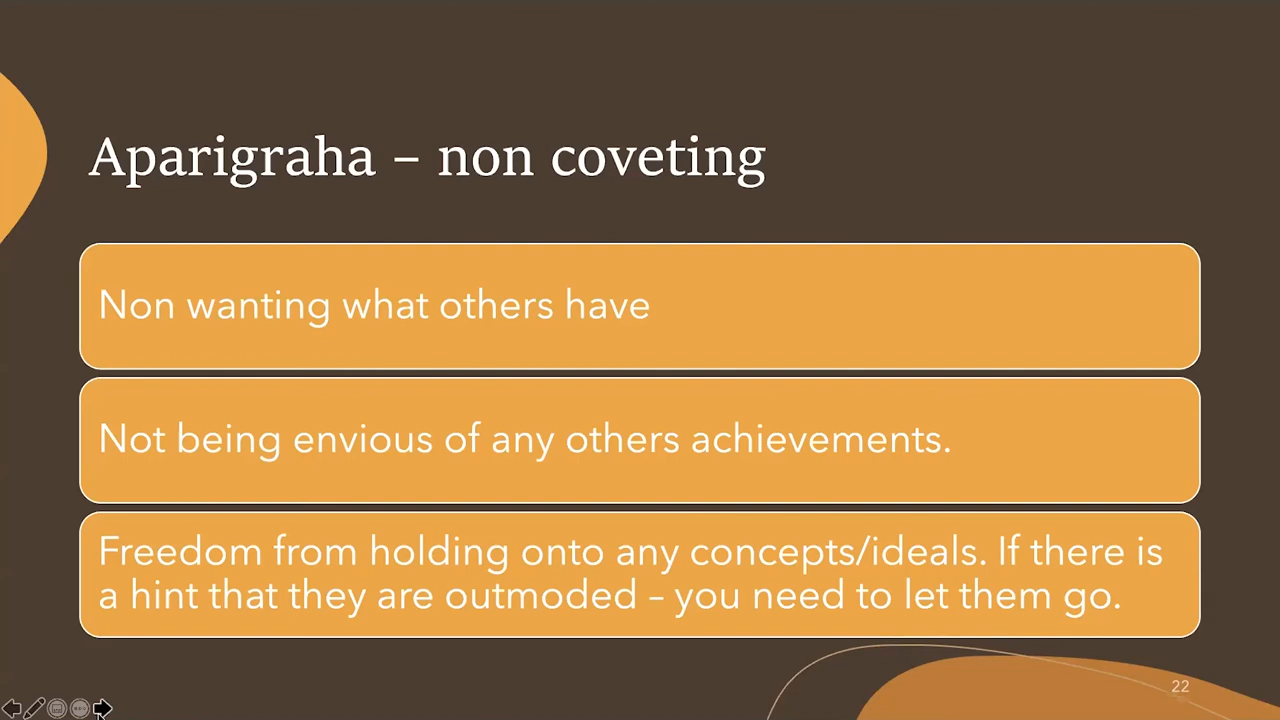 Aparigraha – non coveting
Non wanting what others have
Not being envious of any others achievements.
Freedom from holding onto any concepts/ideals. If there is
a hint that they are outmoded – you need to let them go.
22